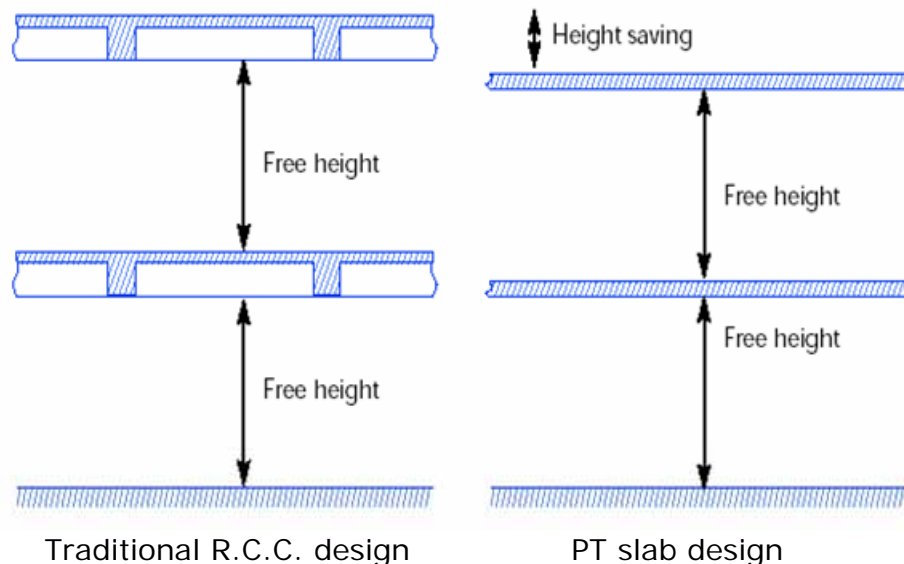 Height saving
Free height
Free height
Free height
Free height
Traditional R.C.C. design
PT slab design